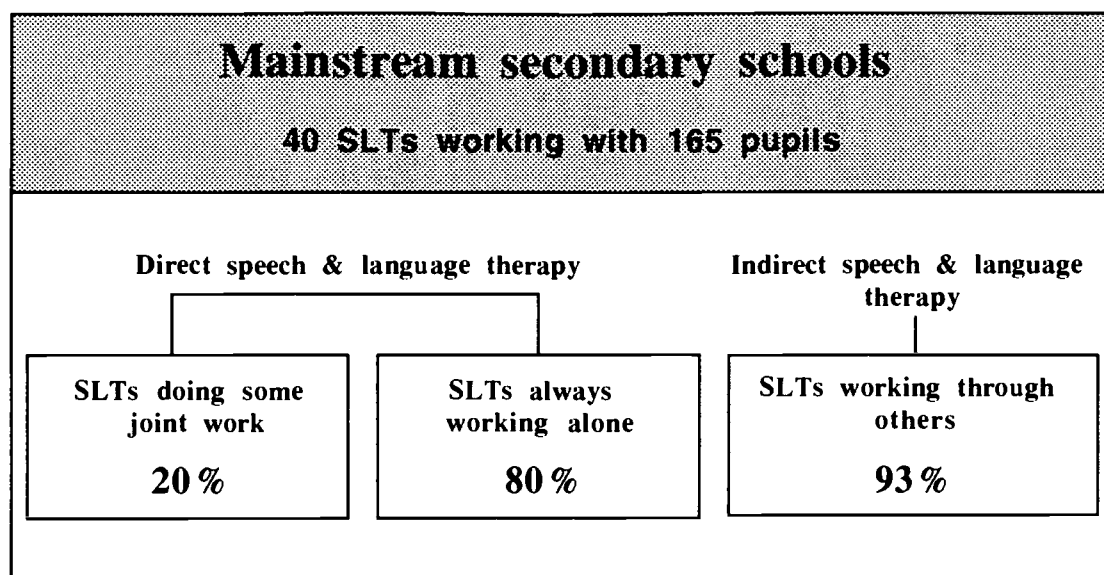 Mainstream secondary schools
40 SLTs working with 165 pupils
Direct speech & language therapy
Indirect speech & language
therapy
SLTs doing some
joint work
20%
SLTs always
working alone
80%
SLTs working through
others
93%